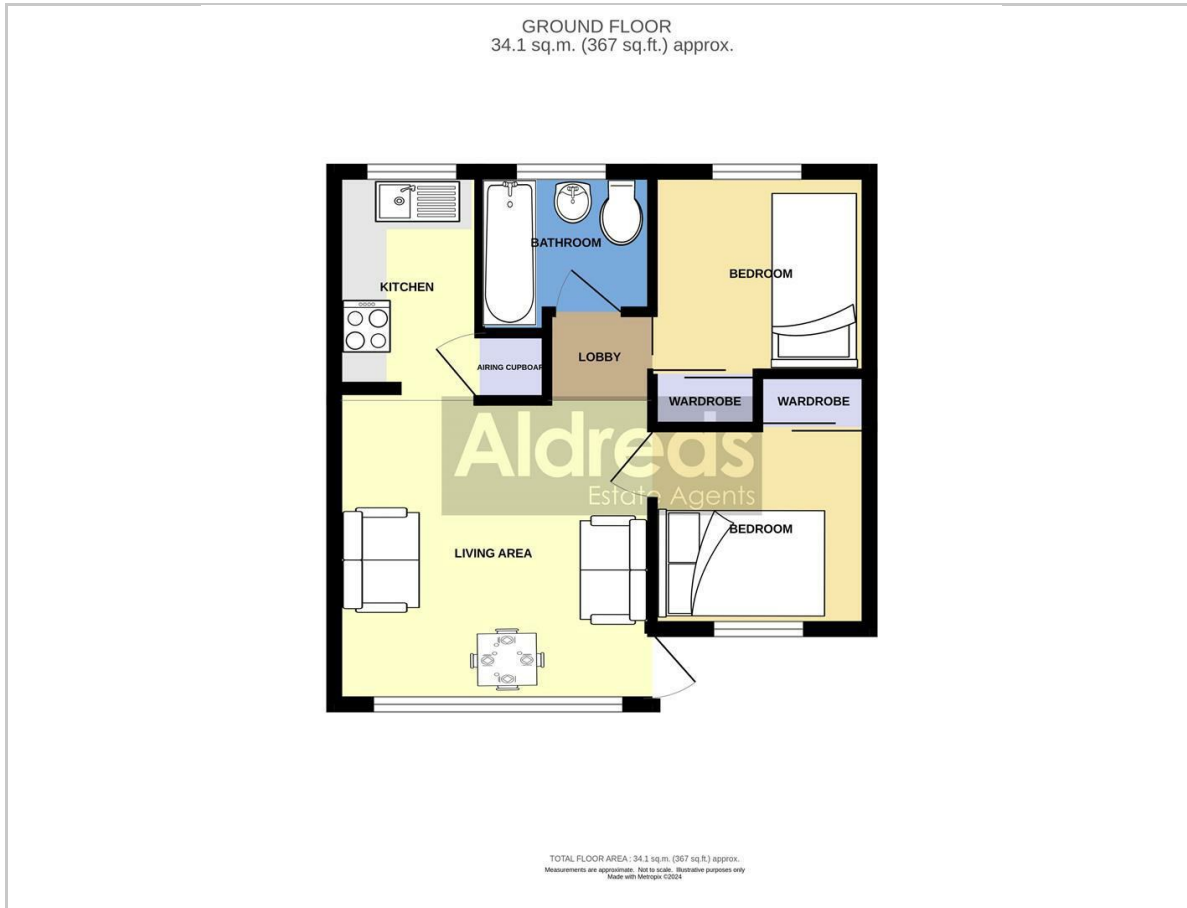 GROUND FLOOR
34.1 sq.m. (367 sq.ft.) approx.
BATHROOM
BEDROOM
KITCHEN
LOBBY
AIRING CUPBOAR
WARDROBE
WARDROBE
Aldreds
Estate Agents
BEDROOM
LIVING AREA
TOTAL FLOOR AREA : 34.1 sq.m. (367 sq.ft.) approx.
Measurements are approximate. Not to scale. Illustrative purposes only
Made with Metropix ©2024